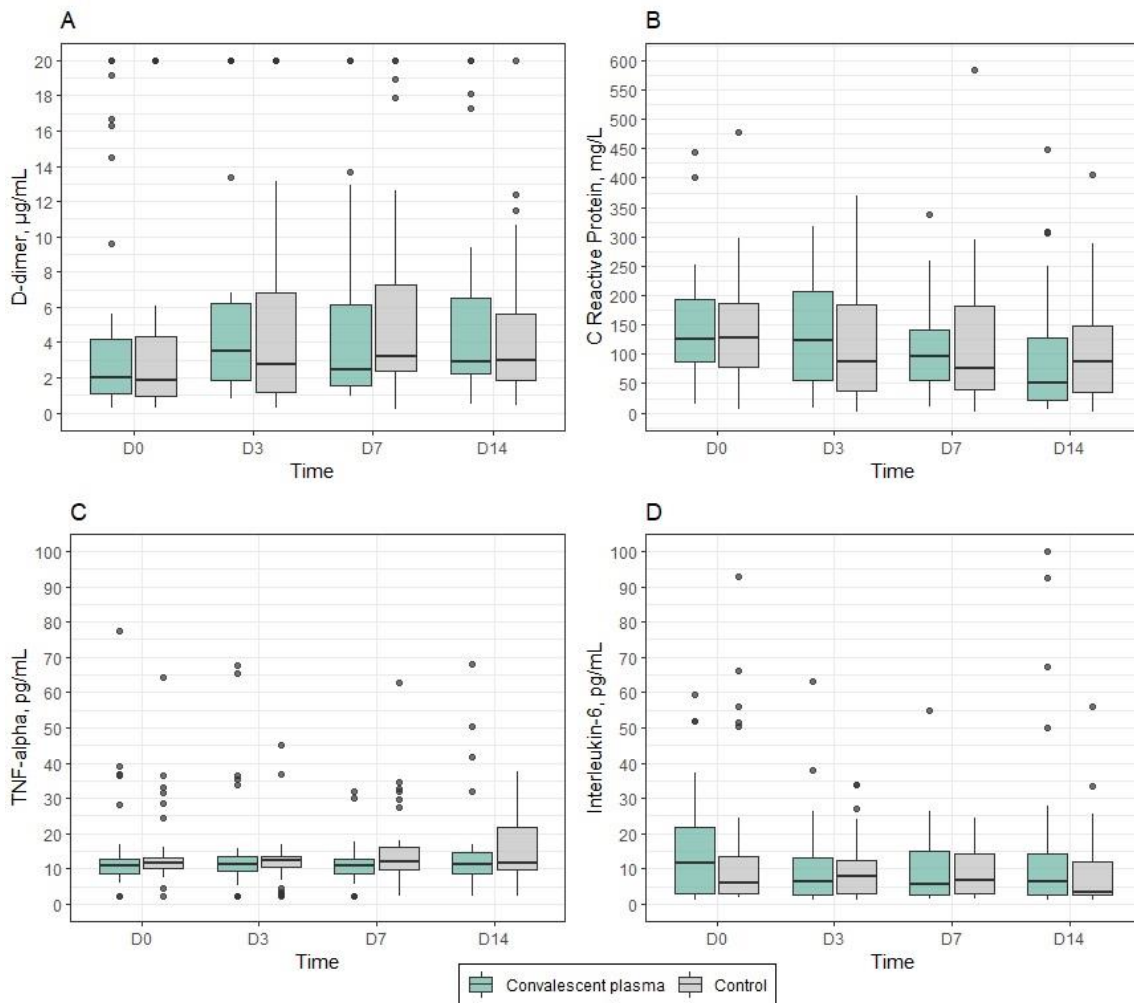 A
D-dimer, µg/mL
20
18
16
14
12
10
8
6
4
2
0
D0 D3 D7 D14
Time
B
C Reactive Protein, mg/L
600
550
500
450
400
350
300
250
200
150
100
50
0
D0 D3 D7 D14
Time
C
TNF-alpha, pg/mL
100
90
80
70
60
50
40
30
20
10
0
D0 D3 D7 D14
Time
D
Interleukin-6, pg/mL
100
90
80
70
60
50
40
30
20
10
0
D0 D3 D7 D14
Time
Convalescent plasma Control